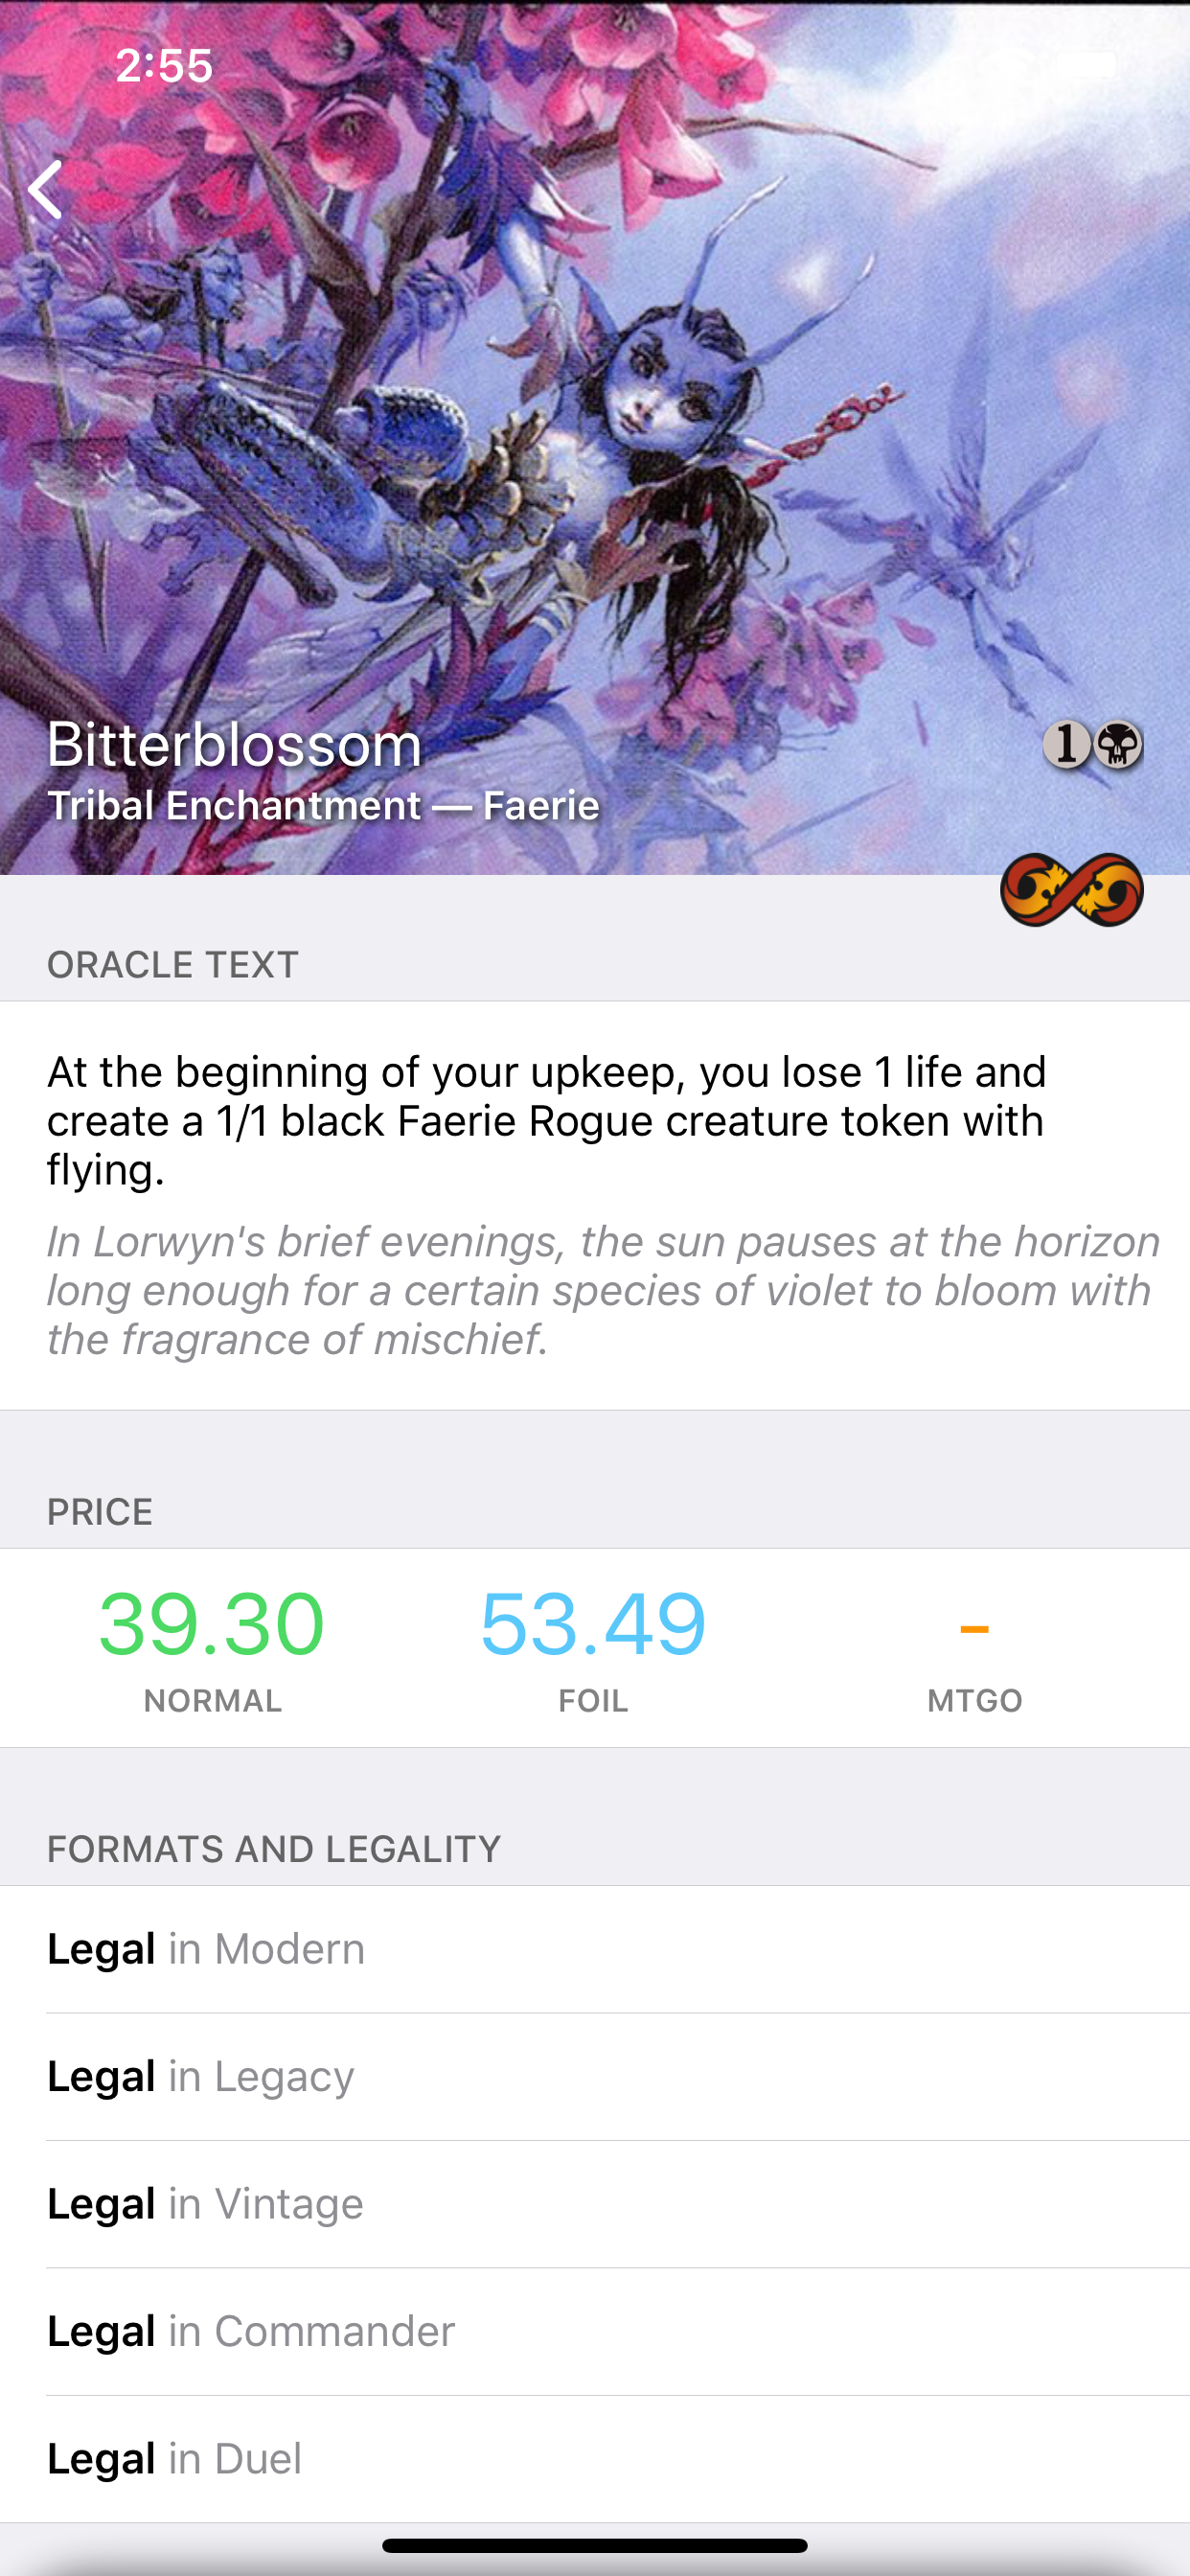 2:55
Bitterblossom
1
Tribal Enchantment — Faerie
ORACLE TEXT
At the beginning of your upkeep, you lose 1 life and
create a 1/1 black Faerie Rogue creature token with
flying.
In Lorwyn's brief evenings, the sun pauses at the horizon
long enough for a certain species of violet to bloom with
the fragrance of mischief.
PRICE
39.30 53.49 -
NORMAL FOIL MTGO
FORMATS AND LEGALITY
Legal in Modern
Legal in Legacy
Legal in Vintage
Legal in Commander
Legal in Duel